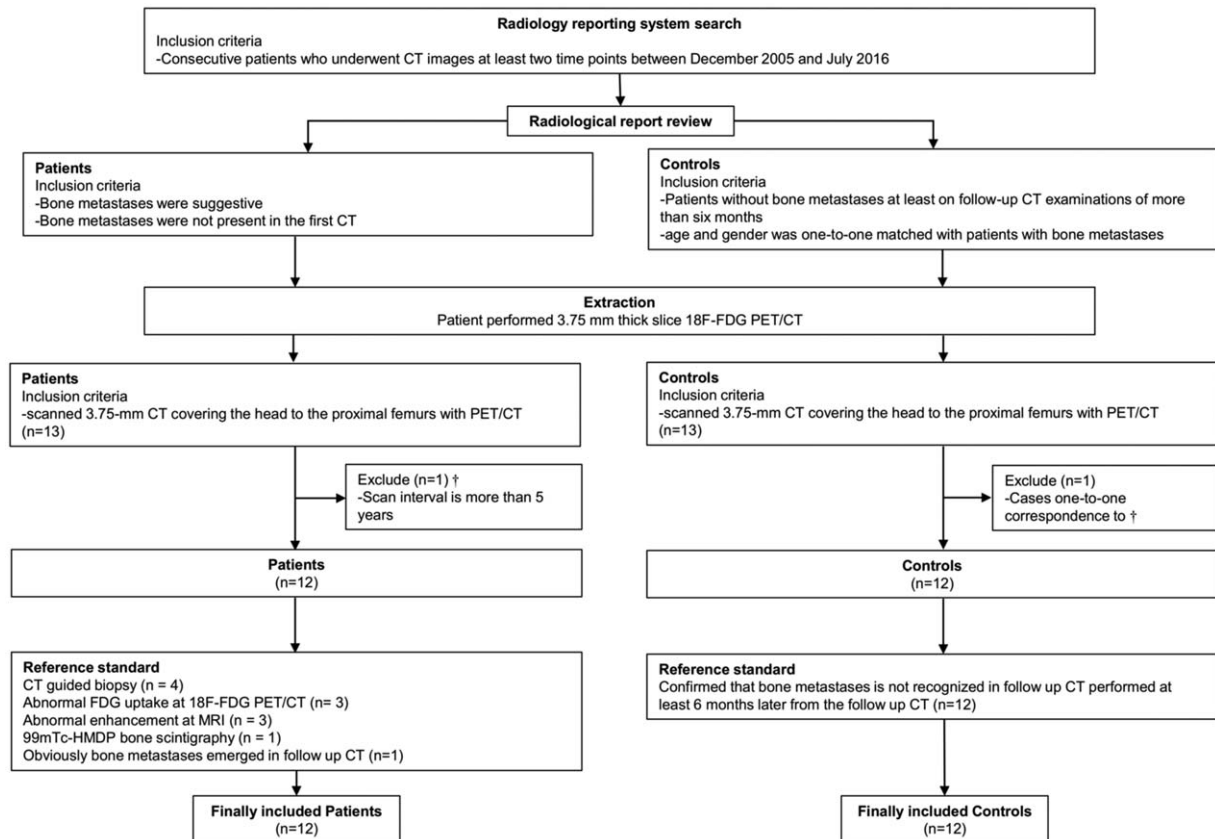 Radiology reporting system search
Inclusion criteria
-Consecutive patients who underwent CT images at least two time points between December 2005 and July 2016
Radiological report review
Patients
Inclusion criteria
-Bone metastases were suggestive
-Bone metastases were not present in the first CT
Controls
Inclusion criteria
-Patients without bone metastases at least on follow-up CT examinations of more
than six months
-age and gender was one-to-one matched with patients with bone metastases
Extraction
Patient performed 3.75 mm thick slice 18F-FDG PET/CT
Patients
Inclusion criteria
-scanned 3.75-mm CT covering the head to the proximal femurs with PET/CT
(n=13)
Controls
Inclusion criteria
-scanned 3.75-mm CT covering the head to the proximal femurs with PET/CT
(n=13)
Exclude (n=1) †
-Scan interval is more than 5
years
Exclude (n=1)
-Cases one-to-one
correspondence to †
Patients
(n=12)
Controls
(n=12)
Reference standard
CT guided biopsy (n = 4)
Abnormal FDG uptake at 18F-FDG PET/CT (n= 3)
Abnormal enhancement at MRI (n = 3)
99mTc-HMDP bone scintigraphy (n = 1)
Obviously bone metastases emerged in follow up CT (n=1)
Reference standard
Confirmed that bone metastases is not recognized in follow up CT performed at
least 6 months later from the follow up CT (n=12)
Finally included Patients
(n=12)
Finally included Controls
(n=12)